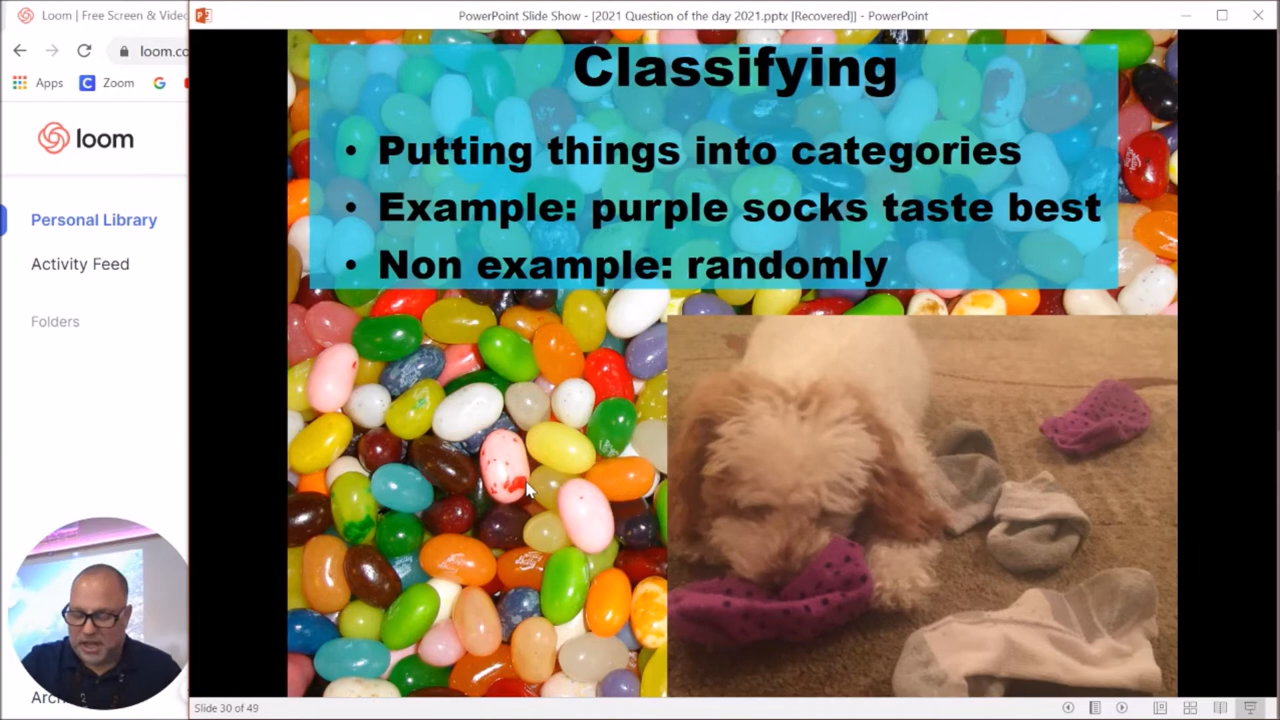 Loom | Free Screen & Video
PowerPoint Slide Show - [2021 Question of the day 2021.pptx [Recovered]] - PowerPoint
loom.co
Apps
Zoom
loom
Personal Library
Activity Feed
Folders
Arc
Classifying
• Putting things into categories
• Example: purple socks taste best
• Non example: randomly
Slide 30 of 49